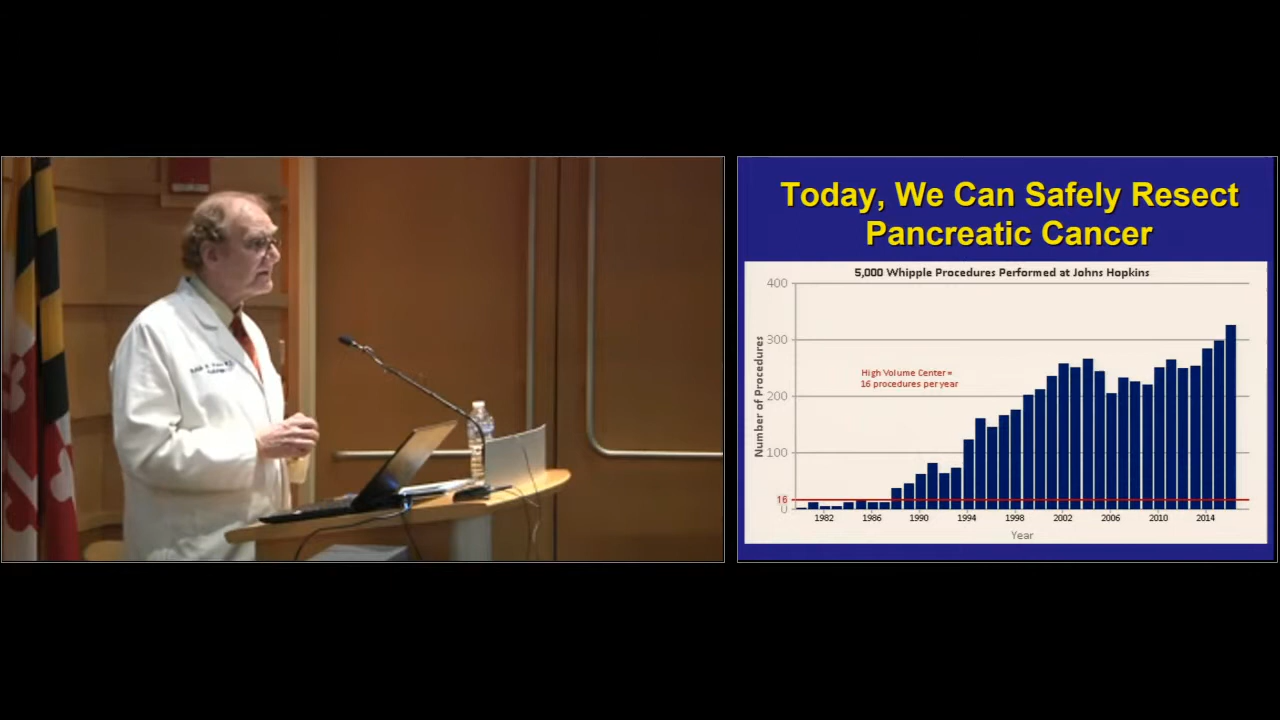 Today, We Can Safely Resect
Pancreatic Cancer
5,000 Whipple Procedures Performed at Johns Hopkins
Number of Procedures
400
300
200
100
16
0
High Volume Center =
16 procedures per year
1982 1986 1990 1994 1998 2002 2006 2010 2014
Year